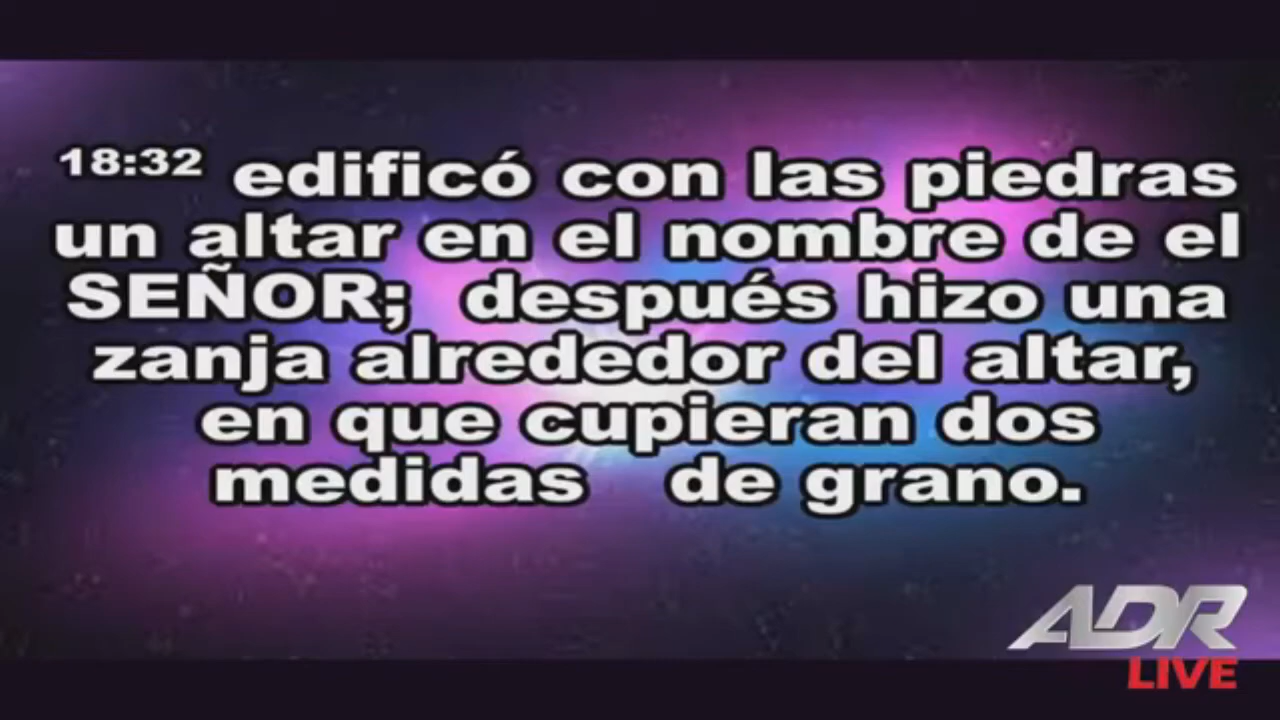 18:32 edificó con las piedras
un altar en el nombre de el
SEÑOR; después hizo una
zanja alrededor del altar,
en que cupieran dos
medidas de grano.
ADR
LIVE